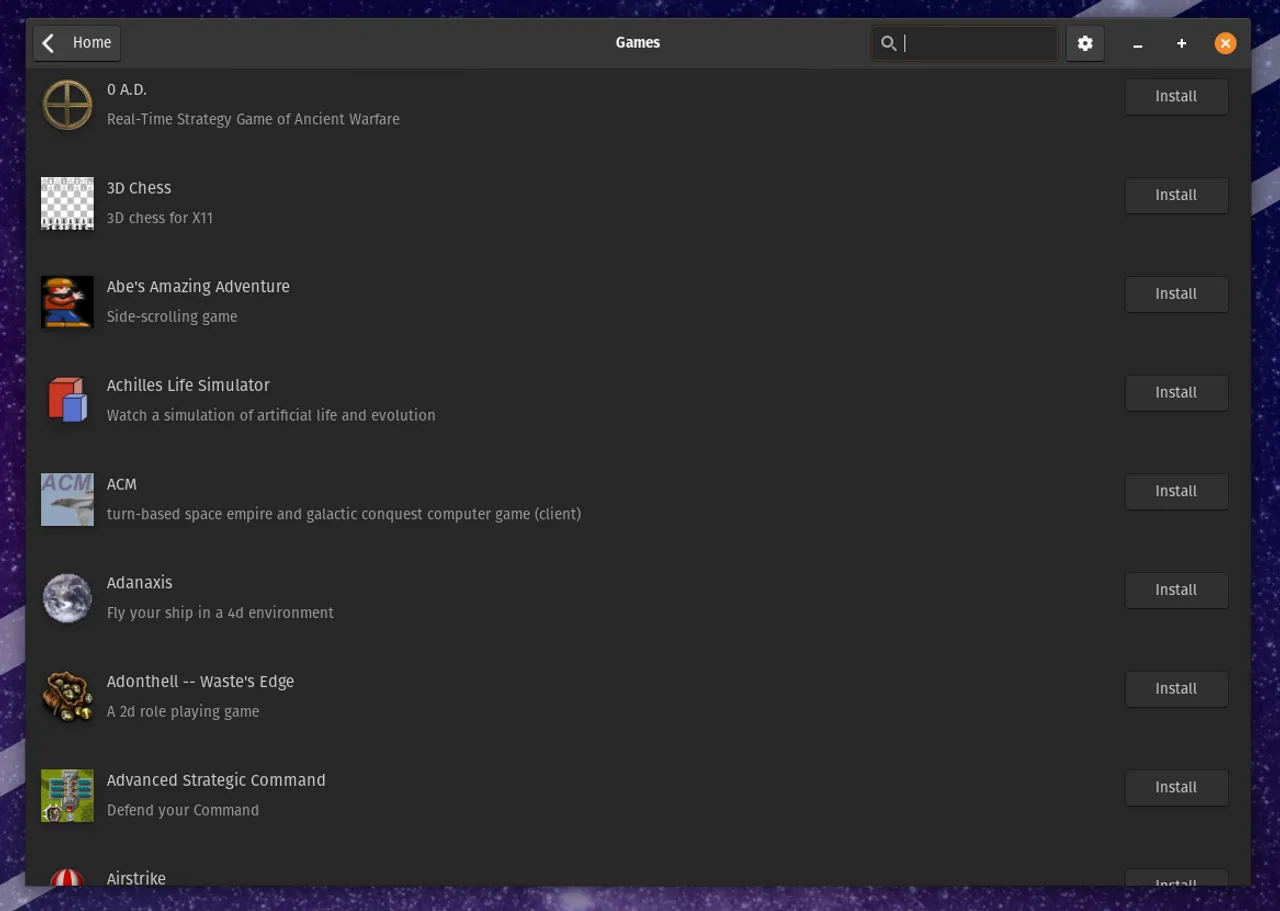 Home
Games
0 A.D.
Install
Real-Time Strategy Game of Ancient Warfare
3D Chess
Install
3D chess for X11
Abe's Amazing Adventure
Install
Side-scrolling game
Achilles Life Simulator
Install
Watch a simulation of artificial life and evolution
ACM
ACM
Install
turn-based space empire and galactic conquest computer game (client)
Adanaxis
Install
Fly your ship in a 4d environment
Adonthell -- Waste's Edge
Install
A 2d role playing game
Advanced Strategic Command
Install
Defend your Command
Airstrike
Install